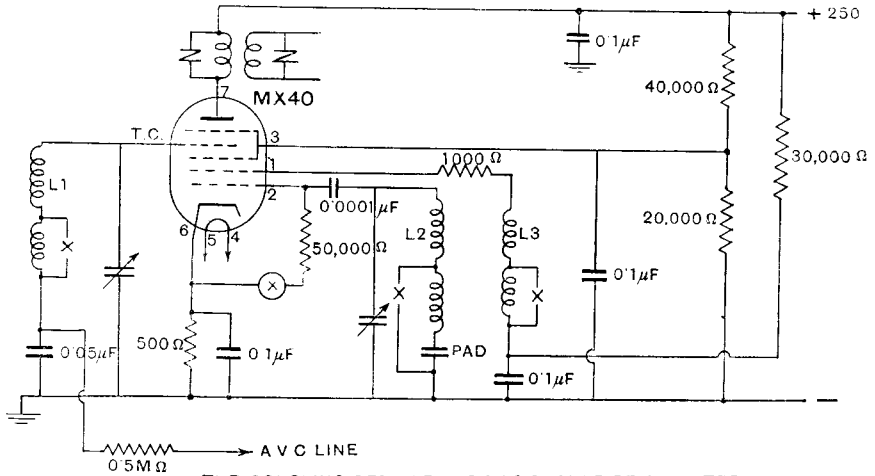 + 250
0·1µF
40,000 Ω
MX40
7
T.C.
3
1
2
1000 Ω
30,000 Ω
L1
0·0001µF
6
5
4
50,000 Ω
L2
L3
20,000 Ω
X
X
X
X
0·1µF
0·05µF
500 Ω
0·1µF
PAD
0·1µF
—
A V C LINE
0·5M Ω